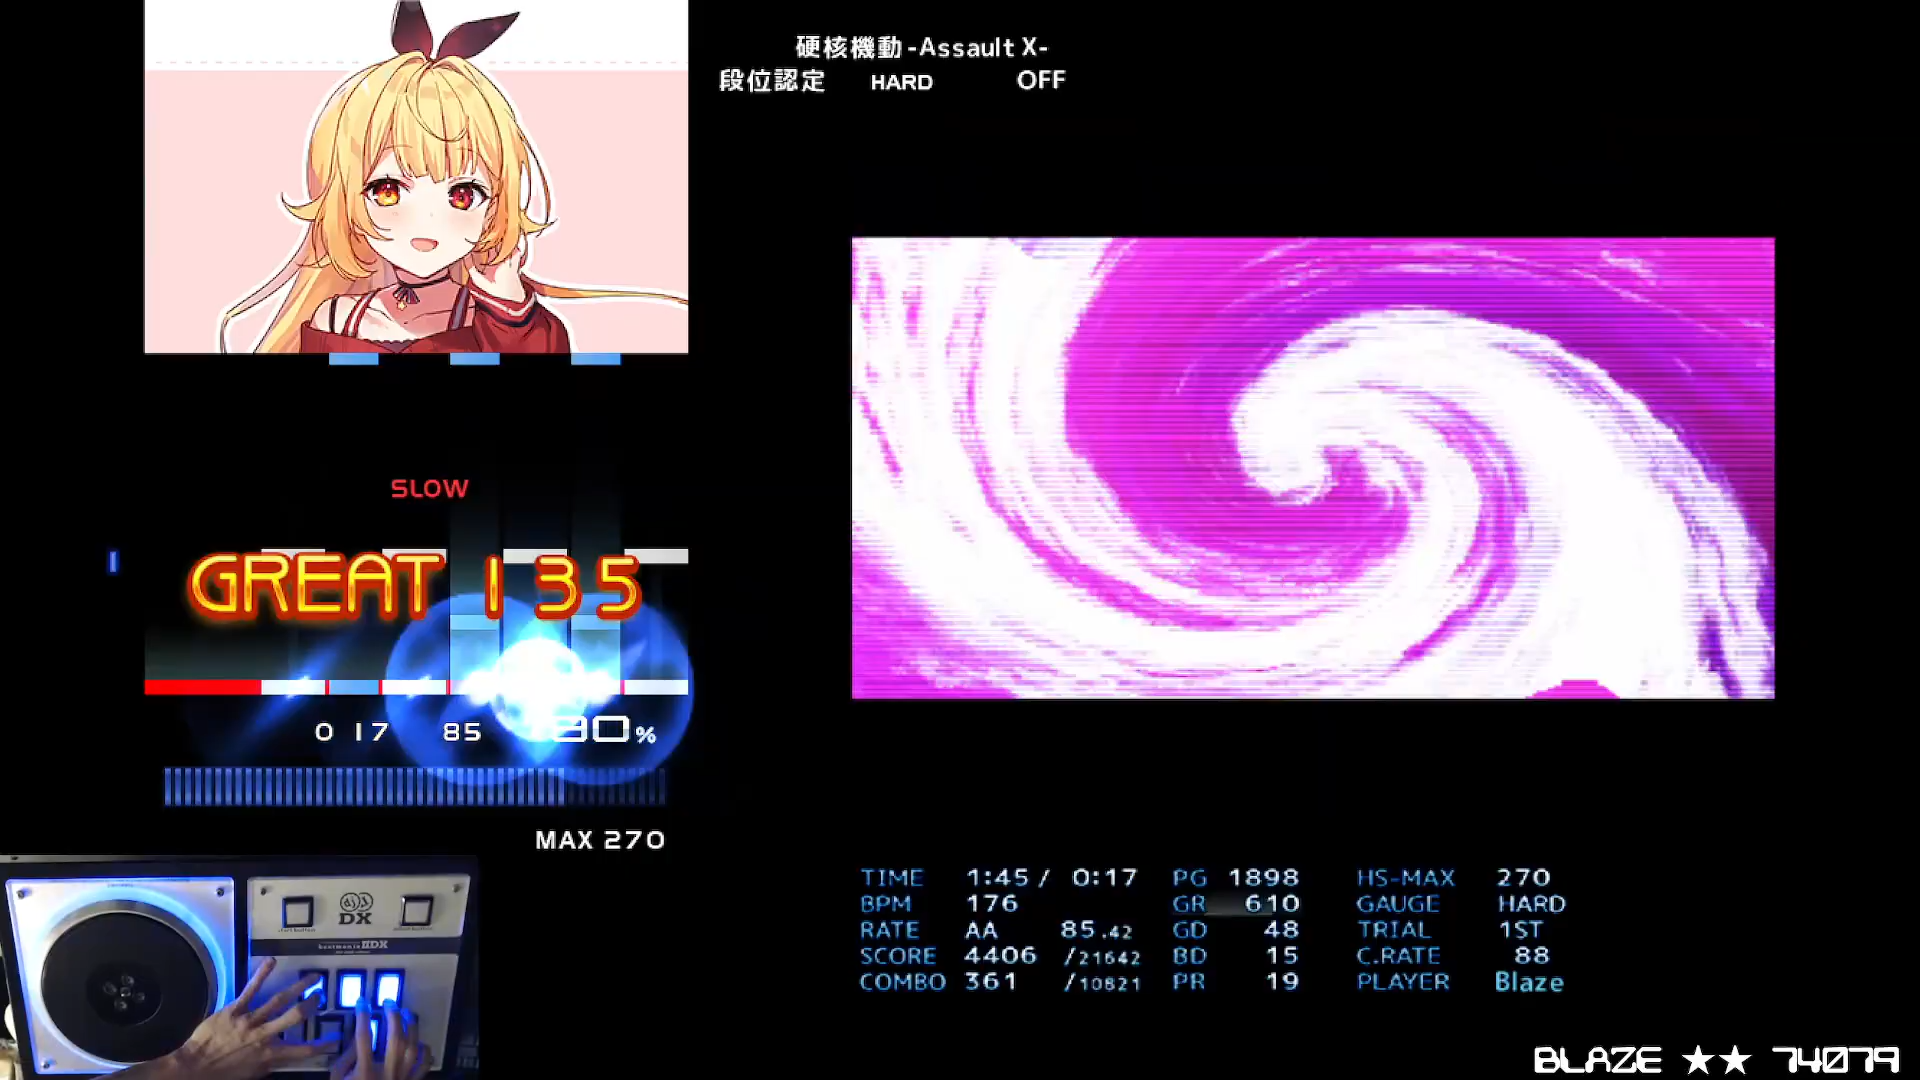 硬核機動-Assault X-
段位認定 HARD OFF
SLOW
GREAT 135
0 17 85 80%
MAX 270
DX
beatmania IIDX
TIME 1:45 / 0:17 PG 1898 HS-MAX 270
BPM 176 GR 610 GAUGE HARD
RATE AA 85.42 GD 48 TRIAL 1ST
SCORE 4406 /21642 BD 15 C.RATE 88
COMBO 361 /10821 PR 19 PLAYER Blaze
BLAZE ★★ 74079